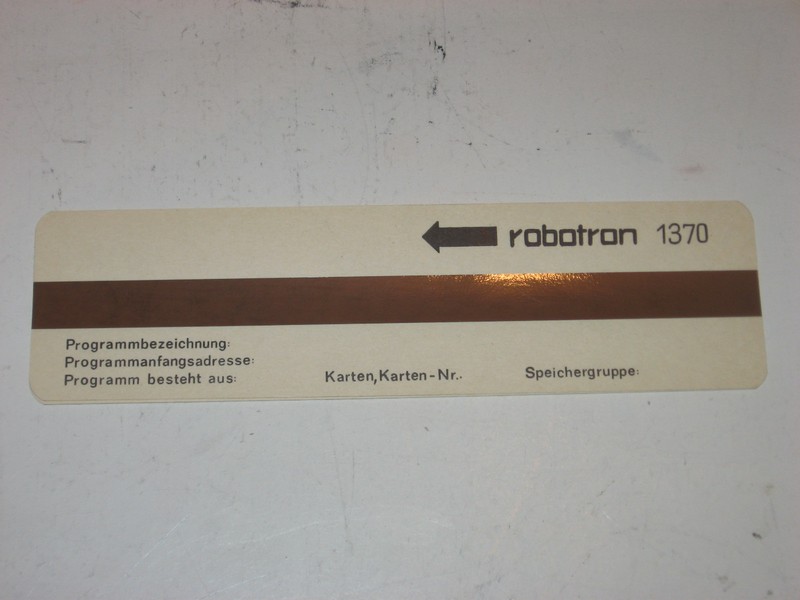 robotron 1370
Programmbezeichnung:
Programmanfangsadresse:
Programm besteht aus: Karten,Karten-Nr.: Speichergruppe: